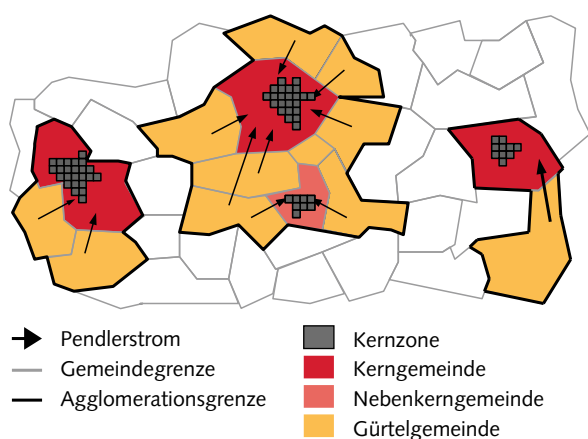 Pendlerstrom
Gemeindegrenze
Agglomerationsgrenze
Kernzone
Kerngemeinde
Nebenkerngemeinde
Gürtelgemeinde